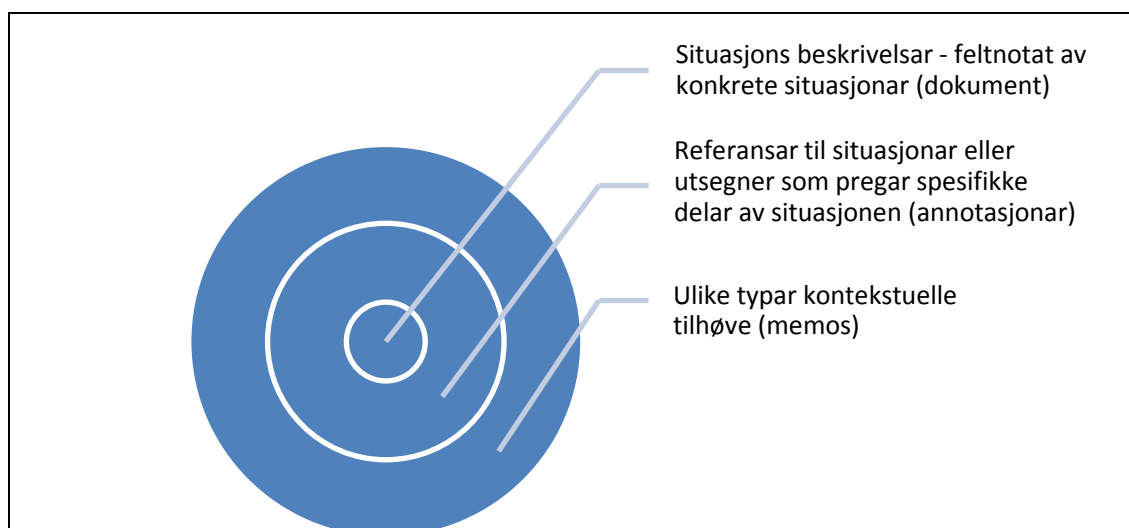 Situasjons beskrivelsar - feltnotat av
konkrete situasjonar (dokument)
Referansar til situasjonar eller
utsegner som pregar spesifikke
delar av situasjonen (annotasjonar)
Ulike typar kontekstuelle
tilhøve (memos)